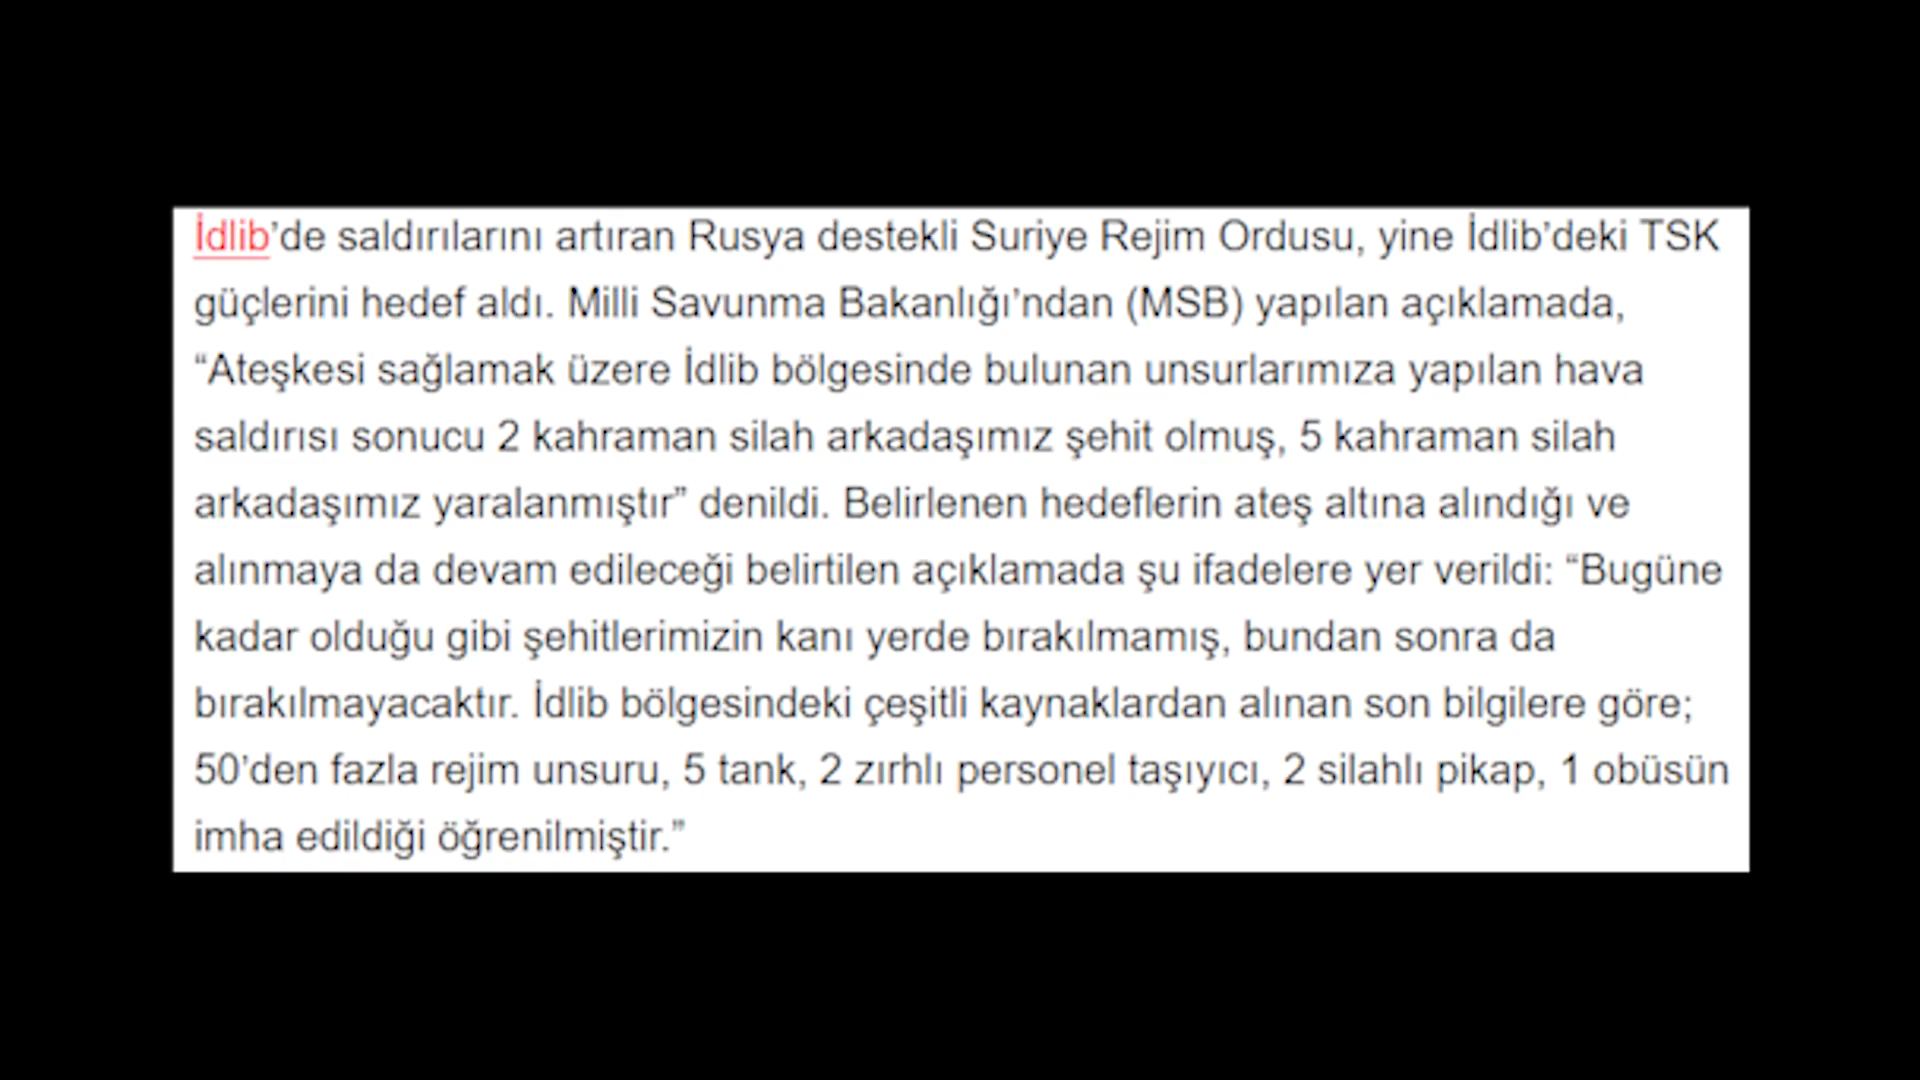 İdlib’de saldırılarını artıran Rusya destekli Suriye Rejim Ordusu, yine İdlib’deki TSK
güçlerini hedef aldı. Milli Savunma Bakanlığı’ndan (MSB) yapılan açıklamada,
“Ateşkesi sağlamak üzere İdlib bölgesinde bulunan unsurlarımıza yapılan hava
saldırısı sonucu 2 kahraman silah arkadaşımız şehit olmuş, 5 kahraman silah
arkadaşımız yaralanmıştır” denildi. Belirlenen hedeflerin ateş altına alındığı ve
alınmaya da devam edileceği belirtilen açıklamada şu ifadelere yer verildi: “Bugüne
kadar olduğu gibi şehitlerimizin kanı yerde bırakılmamış, bundan sonra da
bırakılmayacaktır. İdlib bölgesindeki çeşitli kaynaklardan alınan son bilgilere göre;
50’den fazla rejim unsuru, 5 tank, 2 zırhlı personel taşıyıcı, 2 silahlı pikap, 1 obüsün
imha edildiği öğrenilmiştir.”